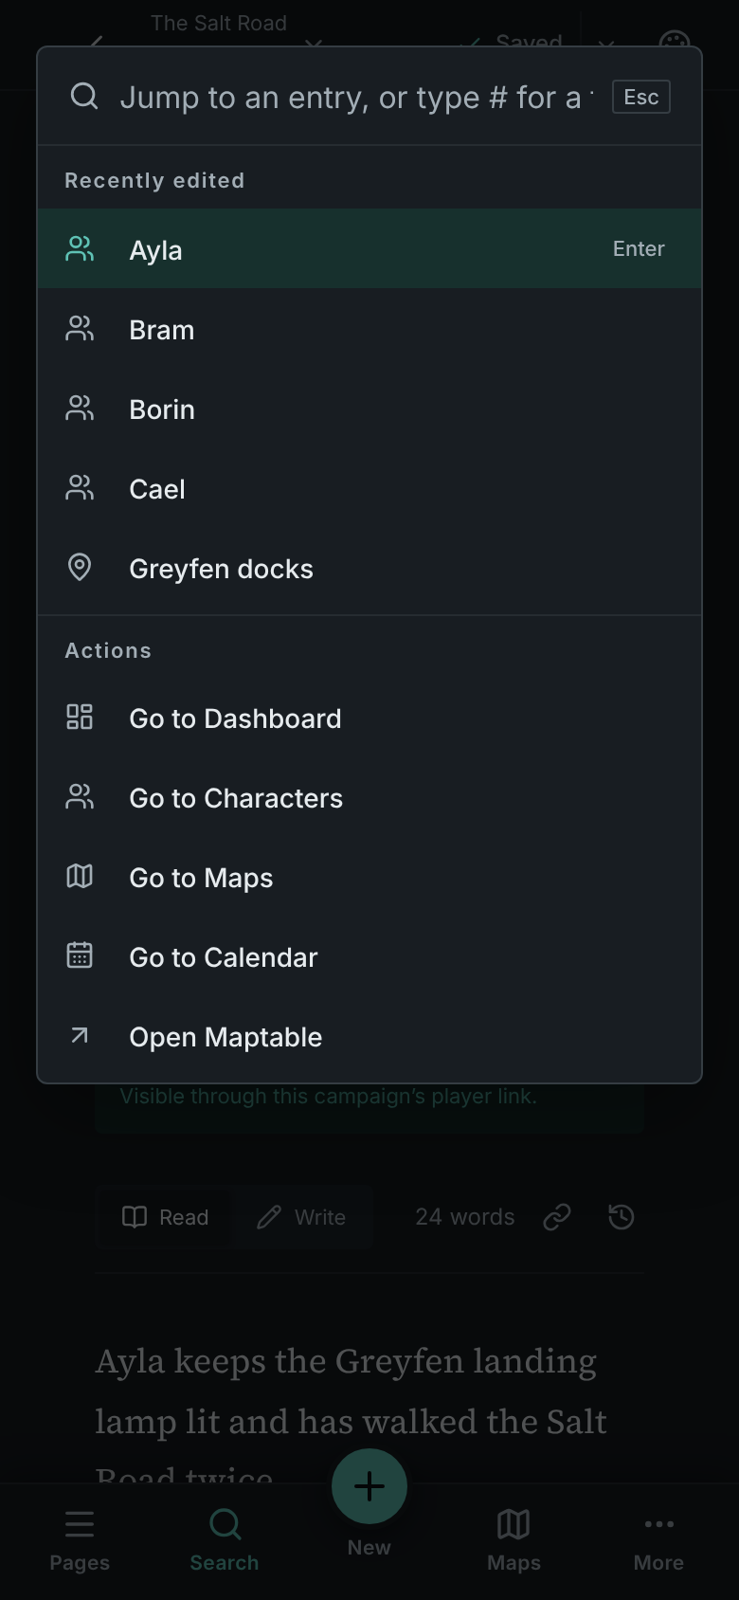 The Salt Road
Saved
Jump to an entry, or type # for a
Esc
Recently edited
Ayla
Enter
Bram
Borin
Cael
Greyfen docks
Actions
Go to Dashboard
Go to Characters
Go to Maps
Go to Calendar
Open Maptable
Visible through this campaign’s player link.
Read
Write
24 words
Ayla keeps the Greyfen landing
lamp lit and has walked the Salt
Road twice
New
Pages
Search
Maps
More